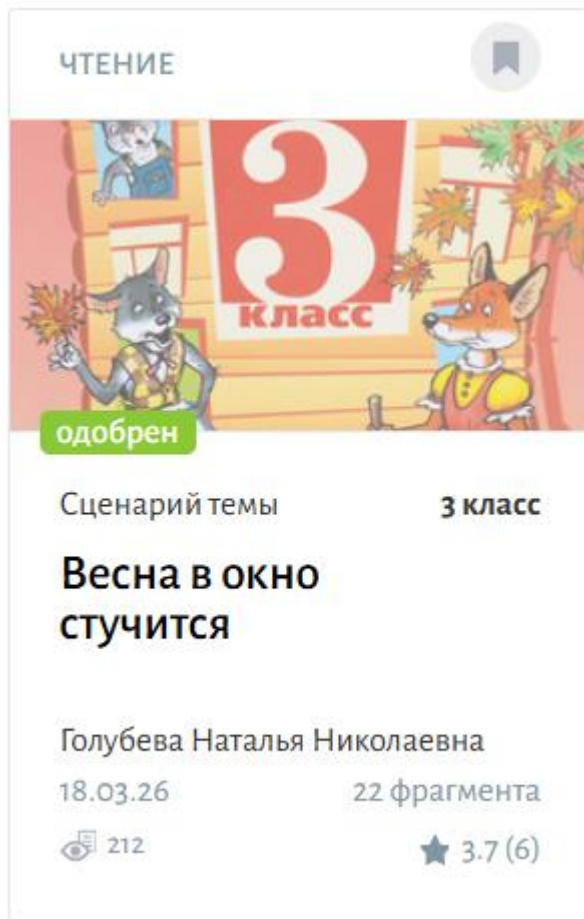 ЧТЕНИЕ
3
класс
одобрен
Сценарий темы 3 класс
Весна в окно
стучится
Голубева Наталья Николаевна
18.03.26 22 фрагмента
212 3.7 (6)